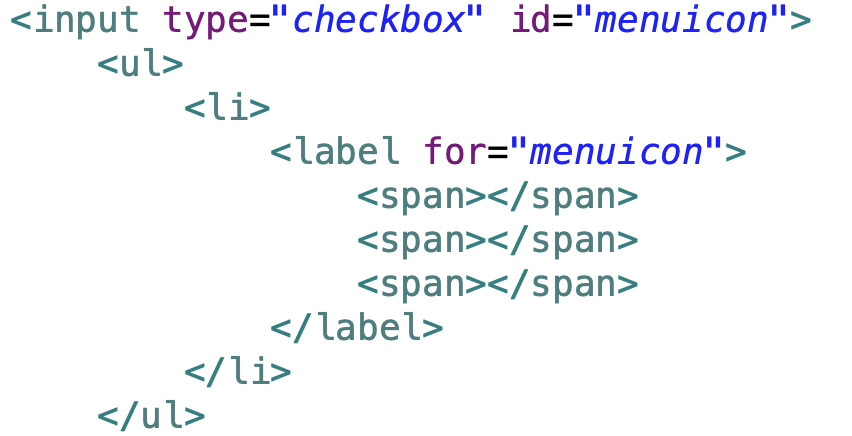 <input type="checkbox" id="menuicon">
    <ul>
        <li>
            <label for="menuicon">
                <span></span>
                <span></span>
                <span></span>
            </label>
        </li>
    </ul>